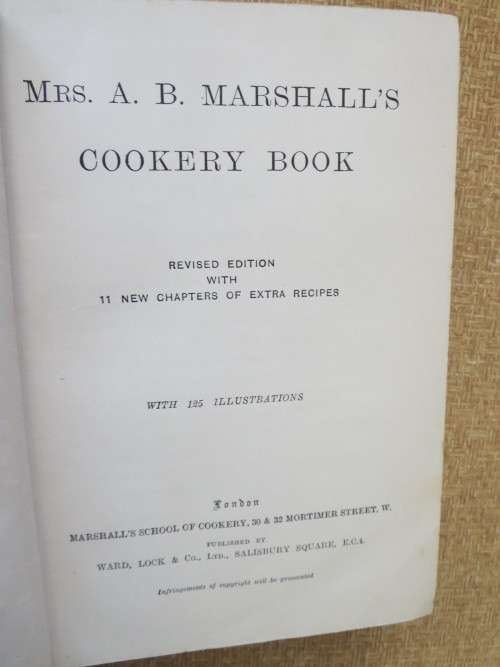 MRS. A. B. MARSHALL'S
COOKERY BOOK
REVISED EDITION
WITH
11 NEW CHAPTERS OF EXTRA RECIPES
WITH 125 ILLUSTRATIONS
London
MARSHALL'S SCHOOL OF COOKERY, 30 & 32 MORTIMER STREET, W.
PUBLISHED BY
WARD, LOCK & CO., LTD., SALISBURY SQUARE, E.C.4.
Infringements of copyright will be prosecuted